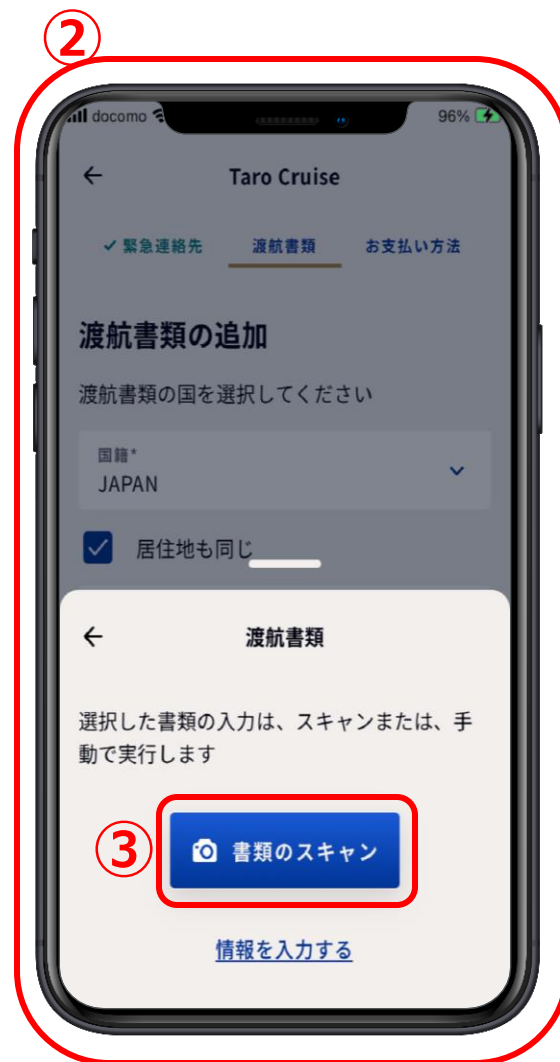 ②
docomo 96%
Taro Cruise
緊急連絡先 渡航書類 お支払い方法
渡航書類の追加
渡航書類の国を選択してください
国籍*
JAPAN
居住地も同じ
渡航書類
選択した書類の入力は、スキャンまたは、手
動で実行します
③ 書類のスキャン
情報を入力する